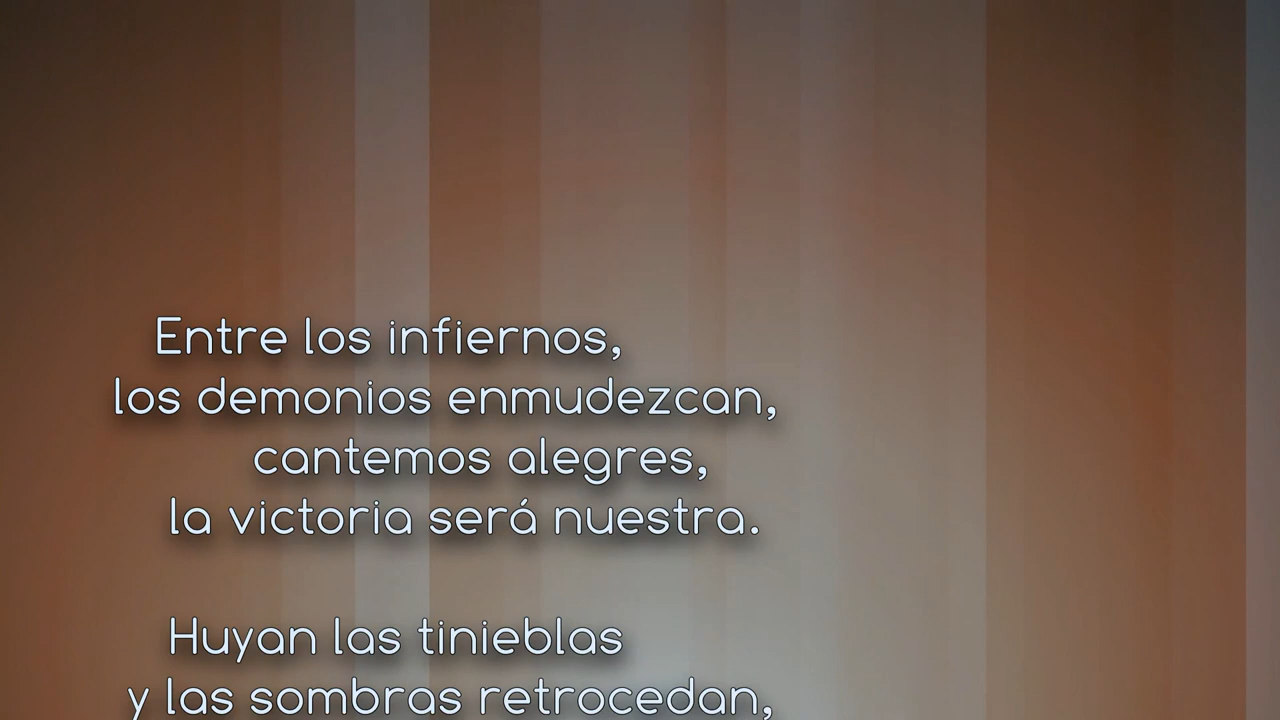 Entre los infiernos,
los demonios enmudezcan,
cantemos alegres,
la victoria será nuestra.
Huyan las tinieblas
y las sombras retrocedan,